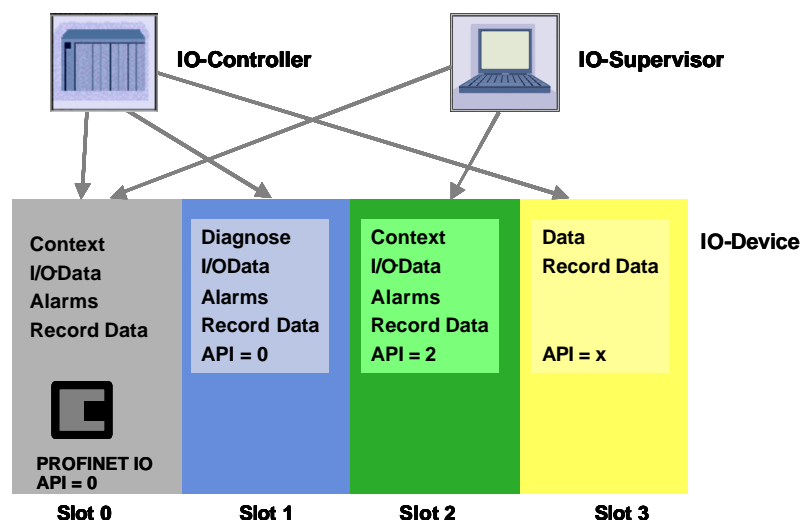 IO-Controller
IO-Supervisor
IO-Device
Context
I/O-Data
Alarms
Record Data
PROFINET IO
API = 0
Diagnose
I/OData
Alarms
Record Data
API = 0
Context
I/O-Data
Alarms
Record Data
API = 2
Data
Record Data
API = x
Slot 0
Slot 1
Slot 2
Slot 3